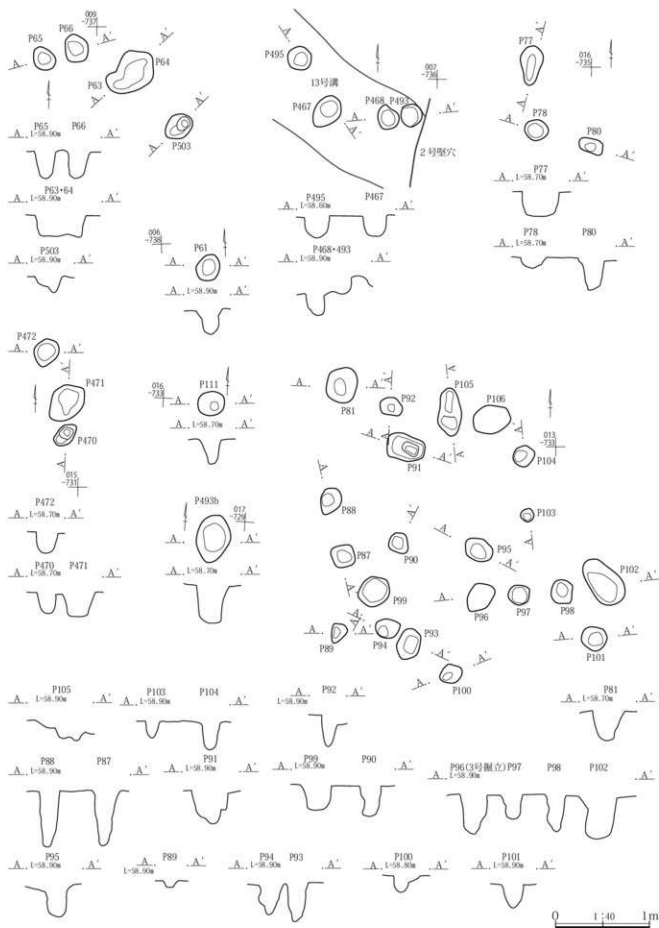 009
-737
P65 P66 A A'
P64
P63
A A'
A A'
P503
P65 P66
A L=58.90m A'
P63・64
A L=58.90m A'
P503
A L=58.90m A'
P495
13号溝
P467
P468 P493
A A'
007
-736
2号竪穴
P495 P467
A L=58.60m A'
P468・493
A L=58.90m A'
P77
A'
016
-735
A
P78
A
P80
A'
P77
A L=58.70m A'
P78 P80
A L=58.70m A'
006
-738
P61
A A'
A L=58.90m A'
P472
A A'
A'
P471
P470
A
015
-731
P472
A L=58.70m A'
P470 P471
A L=58.70m A'
016
-733
P111
A A'
A L=58.70m A'
P493b
017
-729
A A'
A L=58.70m A'
A A'
P81
P92
P105
P106
P91
013
-733
P104
P88
P103
P87
P90
P95
P102
P99
P96
P97
P98
P89
P94
P93
P101
P100
P105
A L=58.90m A'
P103 P104
A L=58.90m A'
P92
A L=58.90m A'
P81
A L=58.70m A'
P88 P87
A L=58.90m A'
P91
A L=58.90m A'
P99 P90
A L=58.90m A'
P96(3号掘立) P97 P98 P102
A L=58.90m A'
P95
A L=58.90m A'
P89
A L=58.90m A'
P94 P93
A L=58.90m A'
P100
A L=58.80m A'
P101
A L=58.90m A'
0 1:40 1m